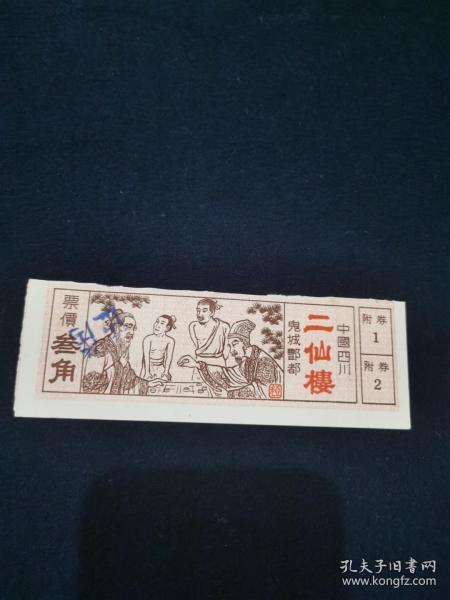 票價
叁角
鬼城酆都
二仙樓
中國四川
附券
1
附券
2
孔夫子旧书网
www.kongfz.com